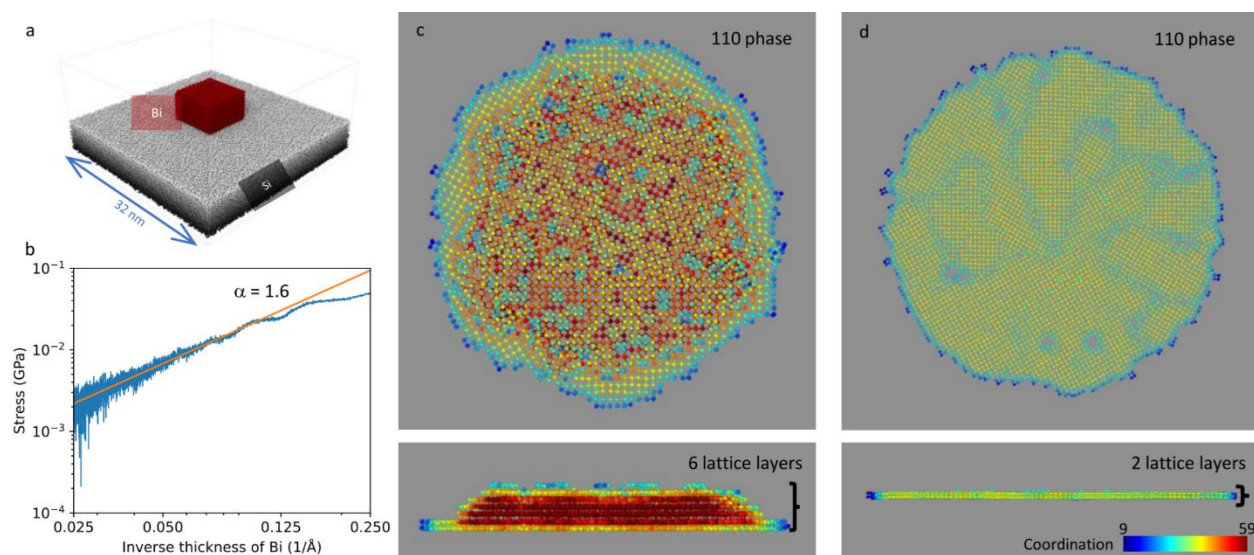 a
Bi
Si
32 nm
b
10⁻¹
10⁻²
10⁻³
10⁻⁴
α = 1.6
Stress (GPa)
0.025
0.050
0.125
0.250
Inverse thickness of Bi (1/Å)
c
110 phase
6 lattice layers
d
110 phase
2 lattice layers
9
59
Coordination